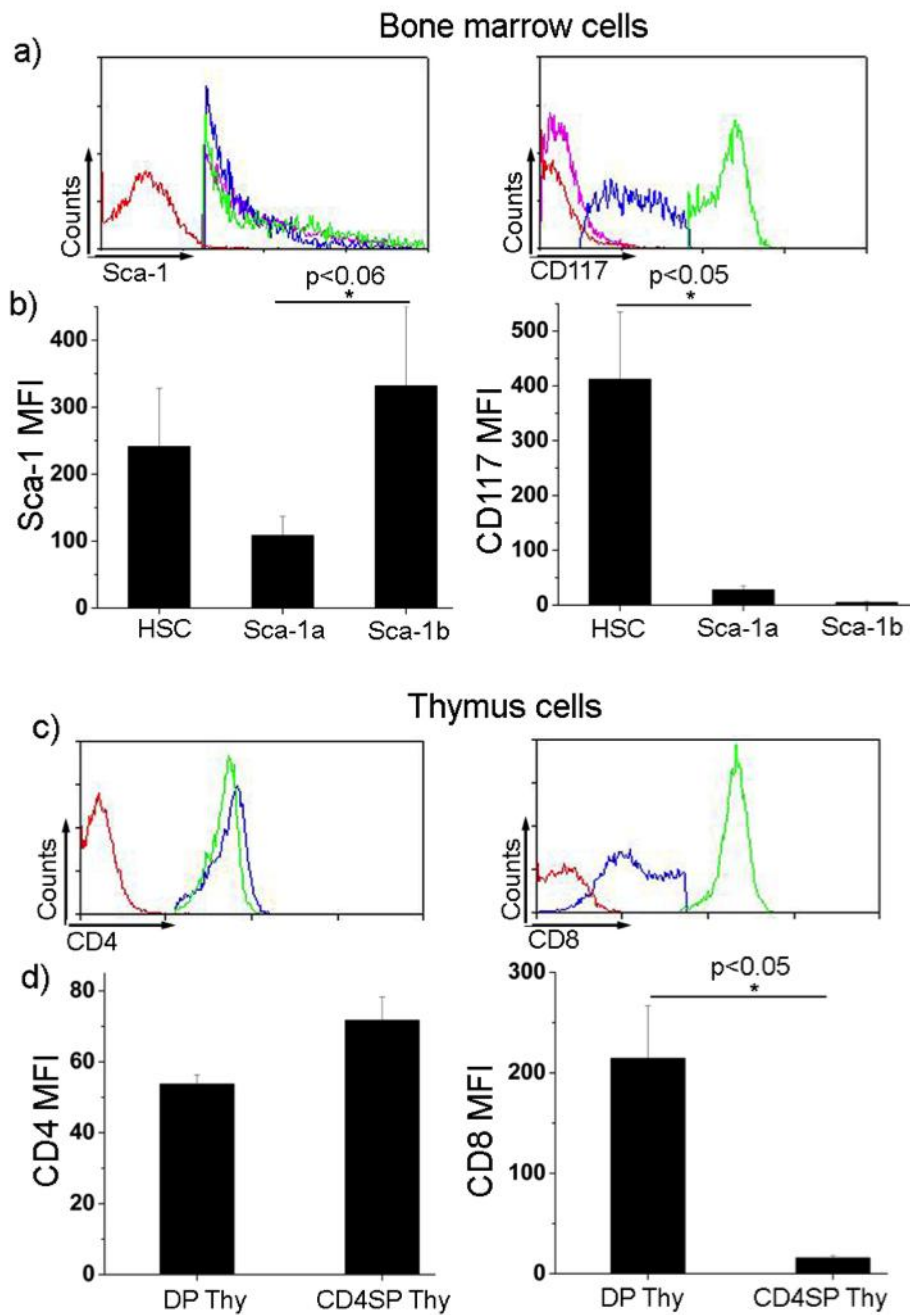 Bone marrow cells
a)
Counts
Sca-1
p<0.06
*
Counts
CD117
p<0.05
*
b)
Sca-1 MFI
400
300
200
100
0
HSC Sca-1a Sca-1b
CD117 MFI
500
400
300
200
100
0
HSC Sca-1a Sca-1b
Thymus cells
c)
Counts
CD4
Counts
CD8
d)
CD4 MFI
80
60
40
20
0
DP Thy CD4SP Thy
p<0.05
*
CD8 MFI
300
200
100
0
DP Thy CD4SP Thy